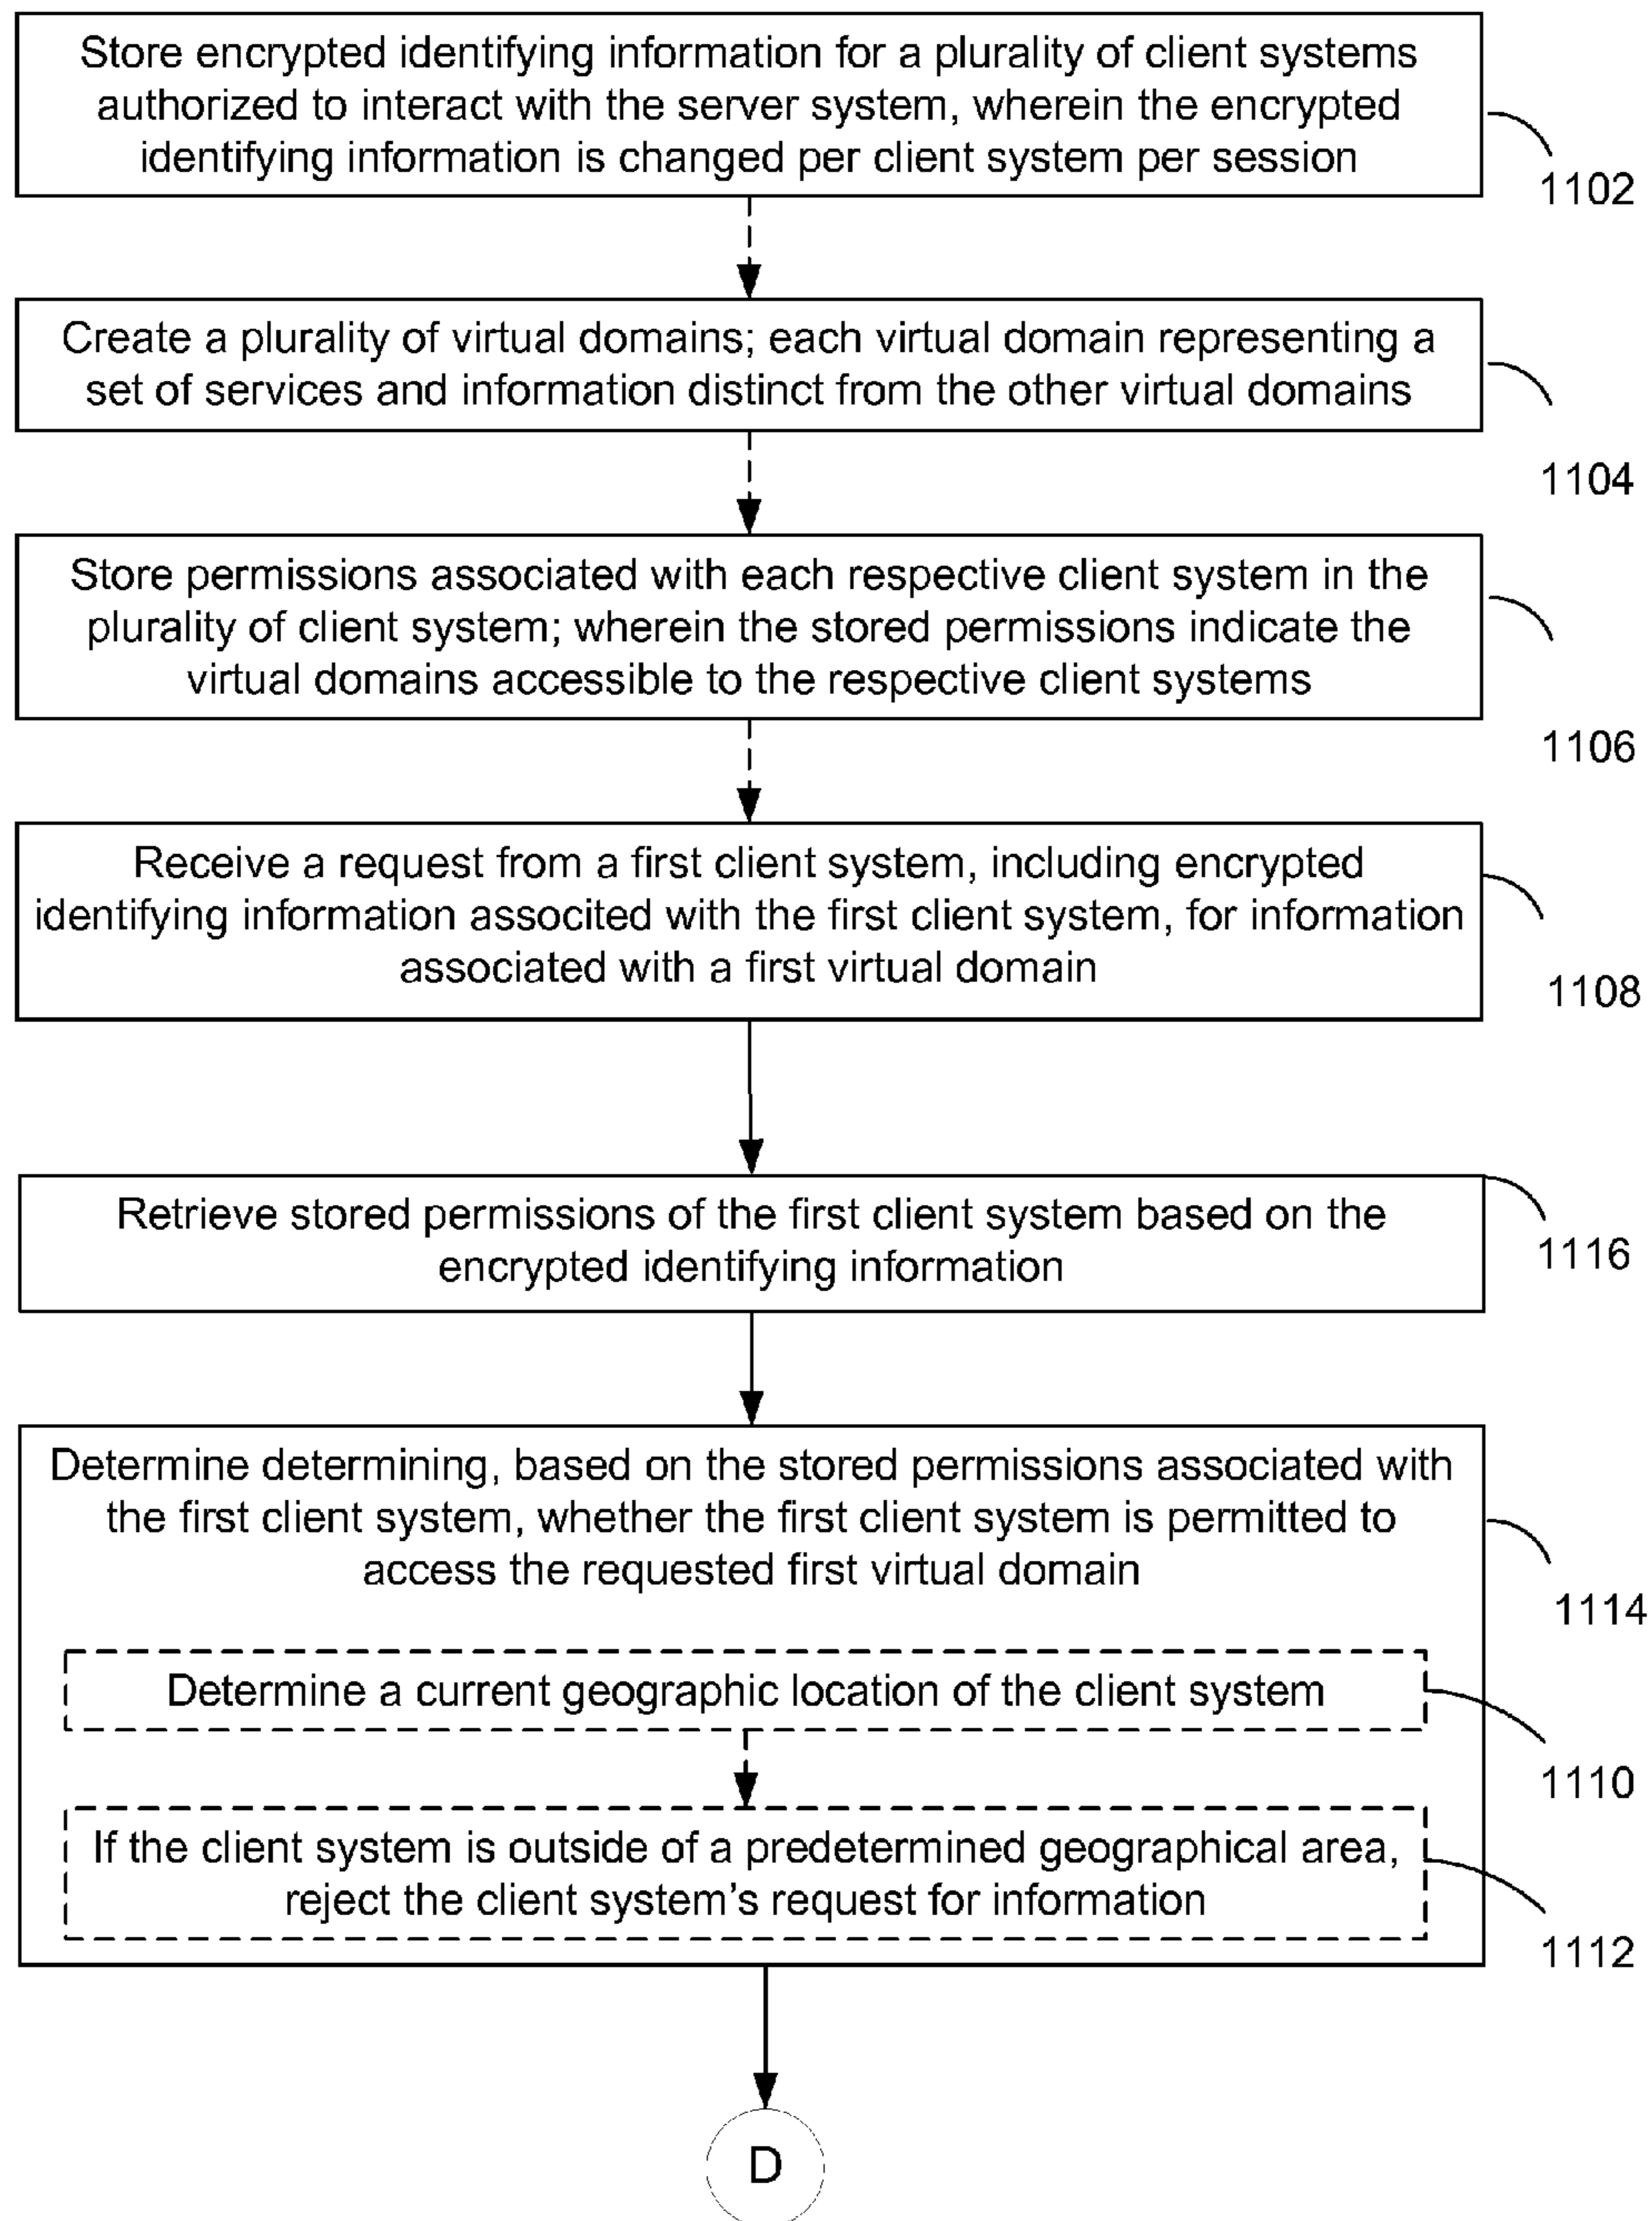 Store encrypted identifying information for a plurality of client systems
authorized to interact with the server system, wherein the encrypted
identifying information is changed per client system per session
1102
Create a plurality of virtual domains; each virtual domain representing a
set of services and information distinct from the other virtual domains
1104
Store permissions associated with each respective client system in the
plurality of client system; wherein the stored permissions indicate the
virtual domains accessible to the respective client systems
1106
Receive a request from a first client system, including encrypted
identifying information associted with the first client system, for information
associated with a first virtual domain
1108
Retrieve stored permissions of the first client system based on the
encrypted identifying information
1116
Determine determining, based on the stored permissions associated with
the first client system, whether the first client system is permitted to
access the requested first virtual domain
1114
Determine a current geographic location of the client system
1110
If the client system is outside of a predetermined geographical area,
reject the client system's request for information
1112
D